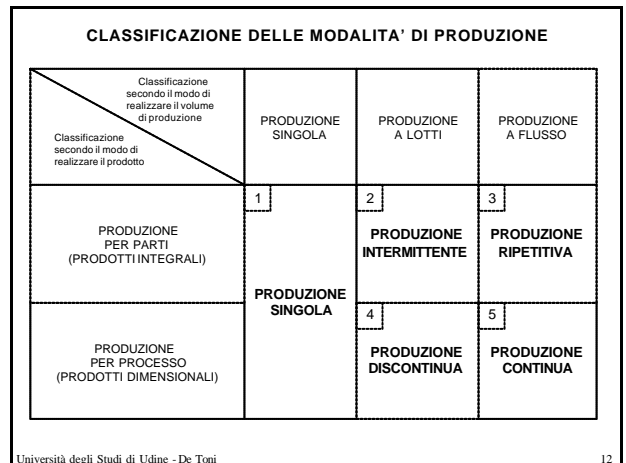 CLASSIFICAZIONE DELLE MODALITA’ DI PRODUZIONE
Classificazione
secondo il modo di
realizzare il volume
di produzione
Classificazione
secondo il modo di
realizzare il prodotto
PRODUZIONE
SINGOLA
PRODUZIONE
A LOTTI
PRODUZIONE
A FLUSSO
PRODUZIONE
PER PARTI
(PRODOTTI INTEGRALI)
1
PRODUZIONE
SINGOLA
2
PRODUZIONE
INTERMITTENTE
3
PRODUZIONE
RIPETITIVA
PRODUZIONE
PER PROCESSO
(PRODOTTI DIMENSIONALI)
4
PRODUZIONE
DISCONTINUA
5
PRODUZIONE
CONTINUA
Università degli Studi di Udine - De Toni
12